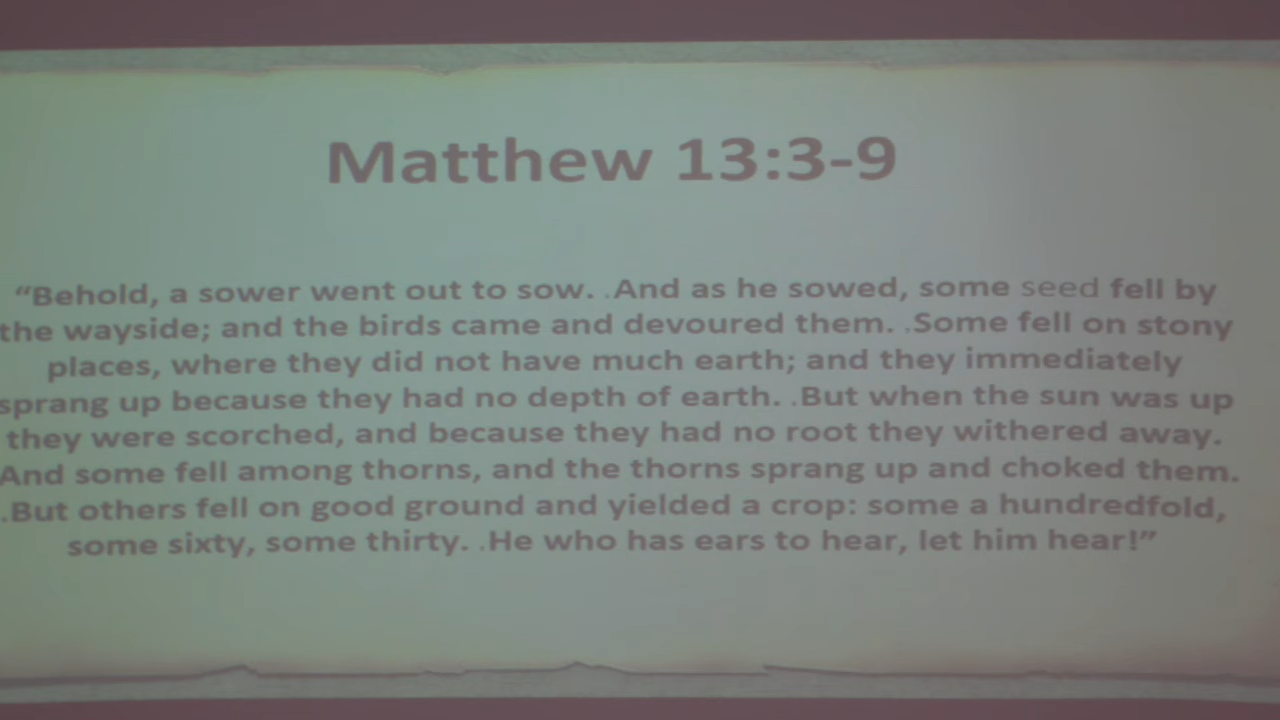 Matthew 13:3-9
“Behold, a sower went out to sow. .And as he sowed, some seed fell by
the wayside; and the birds came and devoured them. .Some fell on stony
places, where they did not have much earth; and they immediately
sprang up because they had no depth of earth. .But when the sun was up
they were scorched, and because they had no root they withered away.
And some fell among thorns, and the thorns sprang up and choked them.
.But others fell on good ground and yielded a crop: some a hundredfold,
some sixty, some thirty. .He who has ears to hear, let him hear!”